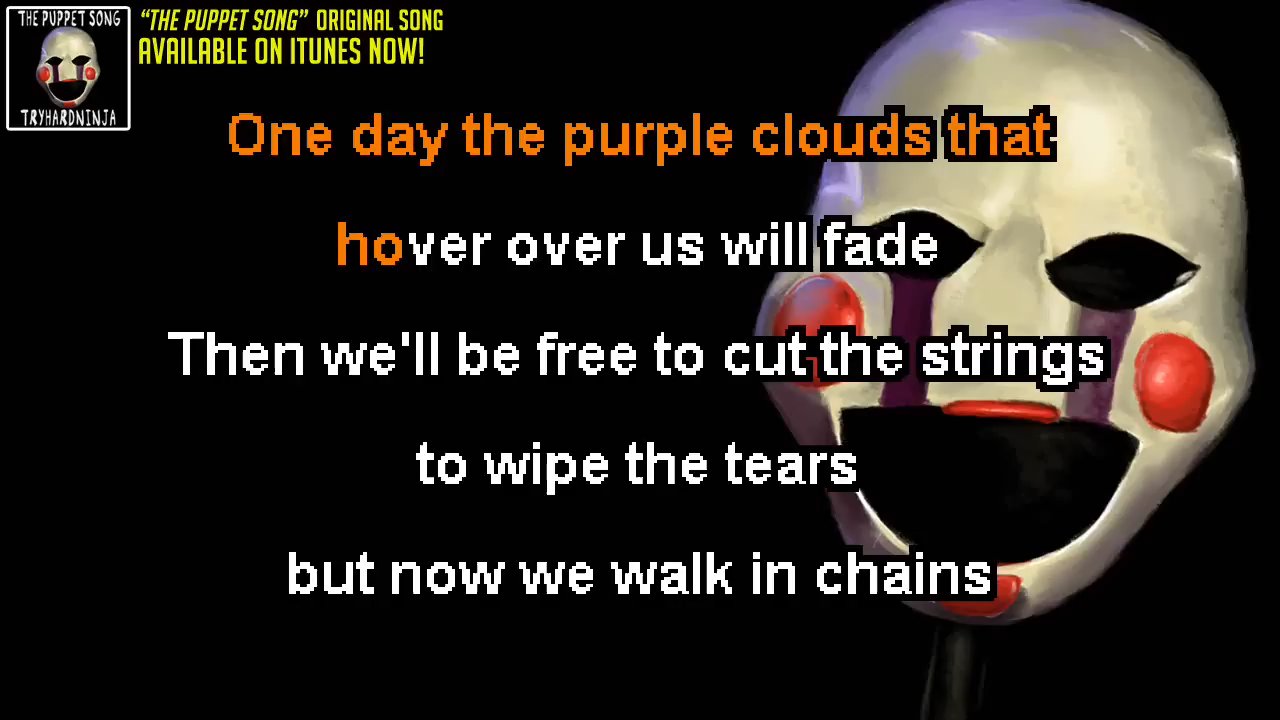 THE PUPPET SONG
TRYHARDNINJA
“THE PUPPET SONG” ORIGINAL SONG
AVAILABLE ON ITUNES NOW!
One day the purple clouds that
hover over us will fade
Then we'll be free to cut the strings
to wipe the tears
but now we walk in chains